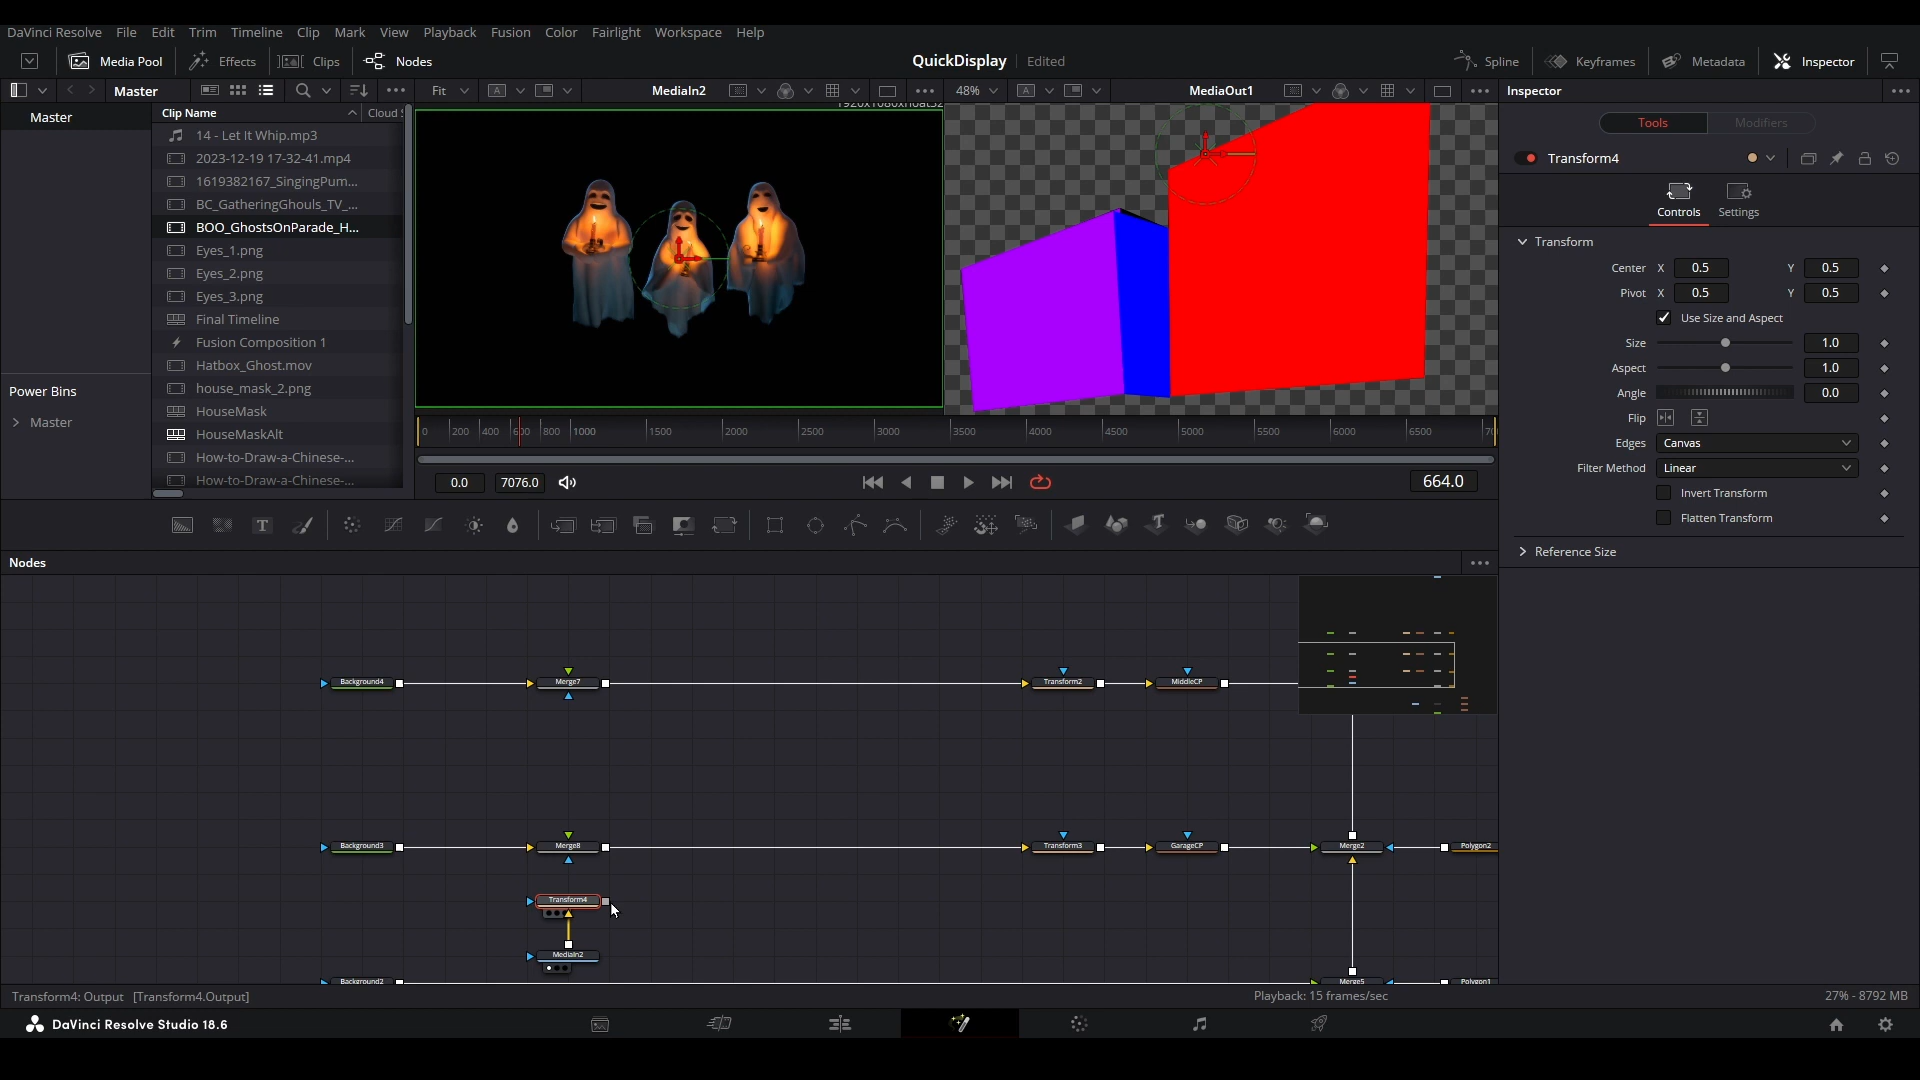 DaVinci Resolve File Edit Trim Timeline Clip Mark View Playback Fusion Color Fairlight Workspace Help
Media Pool Effects Clips Nodes QuickDisplay Edited Spline Keyframes Metadata Inspector
Master Fit MediaIn2 48% MediaOut1 Inspector
Master
Clip Name Cloud
14 - Let It Whip.mp3
2023-12-19 17-32-41.mp4
1619382167_SingingPum...
BC_GatheringGhouls_TV_...
BOO_GhostsOnParade_H...
Eyes_1.png
Eyes_2.png
Eyes_3.png
Final Timeline
Fusion Composition 1
Hatbox_Ghost.mov
house_mask_2.png
HouseMask
HouseMaskAlt
How-to-Draw-a-Chinese-...
How-to-Draw-a-Chinese-...
Power Bins
Master
1920x1080xfloat32
0 200 400 600 800 1000 1500 2000 2500 3000 3500 4000 4500 5000 5500 6000 6500
0.0 7076.0 664.0
Tools Modifiers
Transform4
Controls Settings
Transform
Center X 0.5 Y 0.5
Pivot X 0.5 Y 0.5
Use Size and Aspect
Size 1.0
Aspect 1.0
Angle 0.0
Flip
Edges Canvas
Filter Method Linear
Invert Transform
Flatten Transform
Reference Size
T
Nodes
Background4 Merge7 Transform2 MiddleCP
Background3 Merge8 Transform3 GarageCP Merge2 Polygon2
Transform4
MediaIn2
Background2 Merge5 Polygon1
Transform4: Output [Transform4.Output] Playback: 15 frames/sec 27% - 8792 MB
DaVinci Resolve Studio 18.6